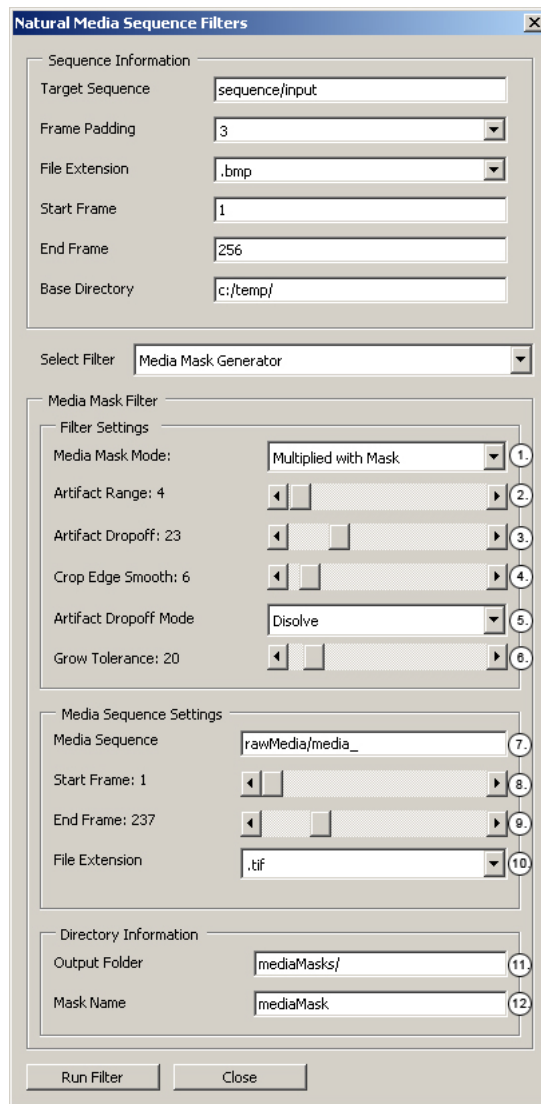 Natural Media Sequence Filters
Sequence Information
Target Sequence sequence/input
Frame Padding 3
File Extension .bmp
Start Frame 1
End Frame 256
Base Directory c:/temp/
Select Filter Media Mask Generator
Media Mask Filter
Filter Settings
Media Mask Mode: Multiplied with Mask 1.
Artifact Range: 4 2.
Artifact Dropoff: 23 3.
Crop Edge Smooth: 6 4.
Artifact Dropoff Mode Disolve 5.
Grow Tolerance: 20 6.
Media Sequence Settings
Media Sequence rawMedia/media_ 7.
Start Frame: 1 8.
End Frame: 237 9.
File Extension .tif 10.
Directory Information
Output Folder mediaMasks/ 11.
Mask Name mediaMask 12.
Run Filter Close